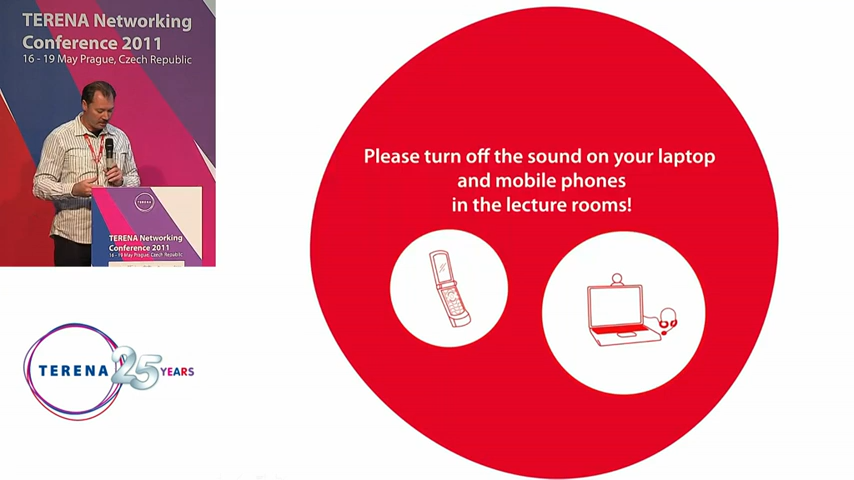 TERENA Networking
Conference 2011
16 - 19 May Prague, Czech Republic
TERENA
TERENA Networking
Conference 2011
16 - 19 May Prague, Czech Republic
TERENA 25 YEARS
Please turn off the sound on your laptop
and mobile phones
in the lecture rooms!